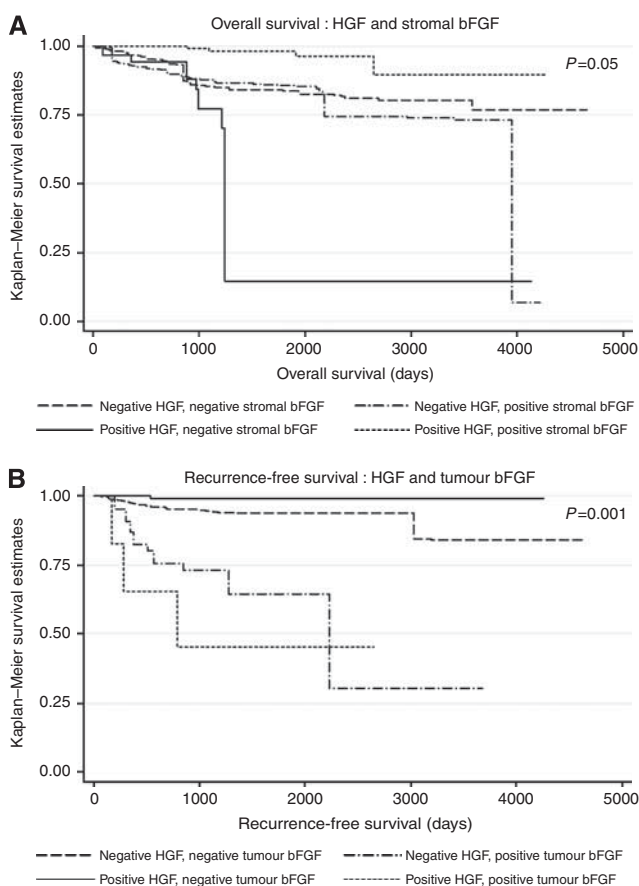 A
Overall survival : HGF and stromal bFGF
P=0.05
Kaplan–Meier survival estimates
1.00
0.75
0.50
0.25
0.00
0 1000 2000 3000 4000 5000
Overall survival (days)
Negative HGF, negative stromal bFGF Negative HGF, positive stromal bFGF
Positive HGF, negative stromal bFGF Positive HGF, positive stromal bFGF
B
Recurrence-free survival : HGF and tumour bFGF
P=0.001
Kaplan–Meier survival estimates
1.00
0.75
0.50
0.25
0.00
0 1000 2000 3000 4000 5000
Recurrence-free survival (days)
Negative HGF, negative tumour bFGF Negative HGF, positive tumour bFGF
Positive HGF, negative tumour bFGF Positive HGF, positive tumour bFGF